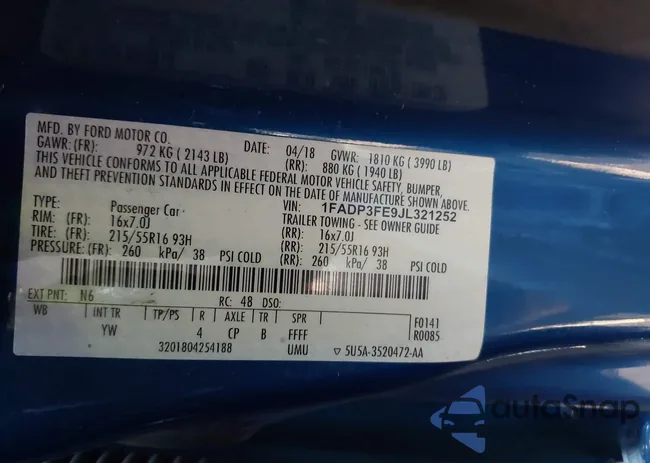 MFD. BY FORD MOTOR CO.
DATE: 04/18 GVWR: 1810 KG ( 3990 LB)
GAWR: (FR): 972 KG ( 2143 LB) (RR): 880 KG ( 1940 LB)
THIS VEHICLE CONFORMS TO ALL APPLICABLE FEDERAL MOTOR VEHICLE SAFETY, BUMPER,
AND THEFT PREVENTION STANDARDS IN EFFECT ON THE DATE OF MANUFACTURE SHOWN ABOVE.
VIN: 1FADP3FE9JL321252
TYPE: Passenger Car TRAILER TOWING - SEE OWNER GUIDE
RIM: (FR): 16x7.0J (RR): 16x7.0J
TIRE: (FR): 215/55R16 93H (RR): 215/55R16 93H
PRESSURE: (FR): 260 kPa/ 38 PSI COLD (RR): 260 kPa/ 38 PSI COLD
EXT PNT: N6 RC: 48 DSO:
WB INT TR TP/PS R AXLE TR SPR F0141
YW 4 CP B FFFF R0085
3201804254188 UMU ▽ 5U5A-3520472-AA
autoSnap